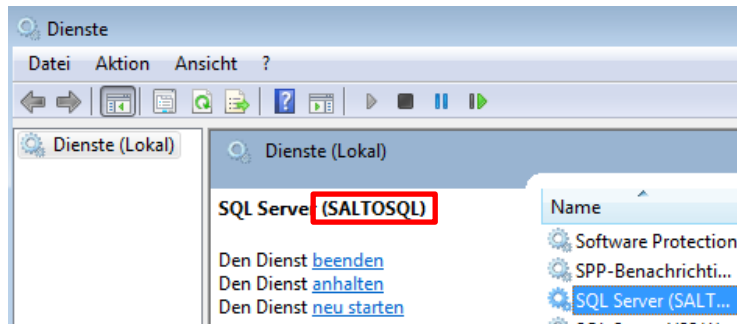 Dienste
Datei Aktion Ansicht ?
Dienste (Lokal)
Dienste (Lokal)
SQL Server (SALTOSQL)
Den Dienst beenden
Den Dienst anhalten
Den Dienst neu starten
Name
Software Protection
SPP-Benachrichti...
SQL Server (SALT...